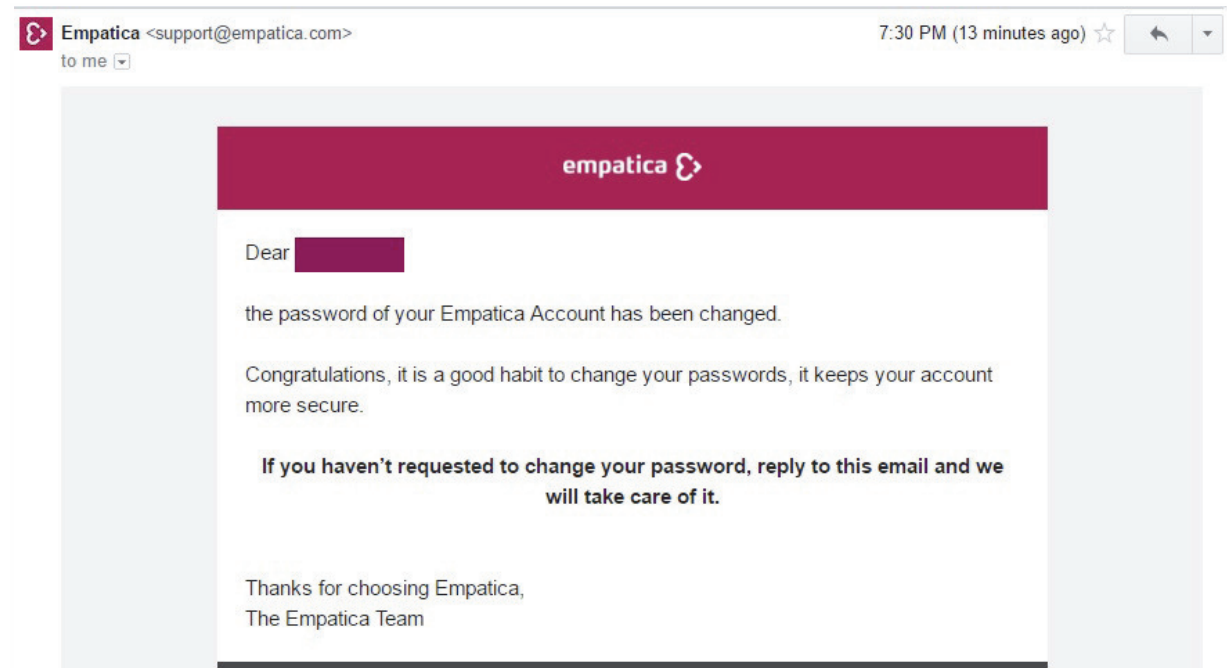 Empatica <support@empatica.com>
7:30 PM (13 minutes ago)
to me
empatica
Dear
the password of your Empatica Account has been changed.
Congratulations, it is a good habit to change your passwords, it keeps your account
more secure.
If you haven’t requested to change your password, reply to this email and we
will take care of it.
Thanks for choosing Empatica,
The Empatica Team